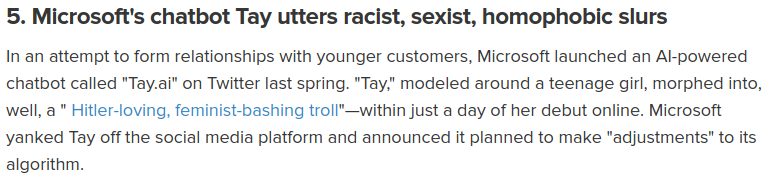 5. Microsoft's chatbot Tay utters racist, sexist, homophobic slurs
In an attempt to form relationships with younger customers, Microsoft launched an AI-powered
chatbot called "Tay.ai" on Twitter last spring. "Tay," modeled around a teenage girl, morphed into,
well, a " Hitler-loving, feminist-bashing troll"—within just a day of her debut online. Microsoft
yanked Tay off the social media platform and announced it planned to make "adjustments" to its
algorithm.